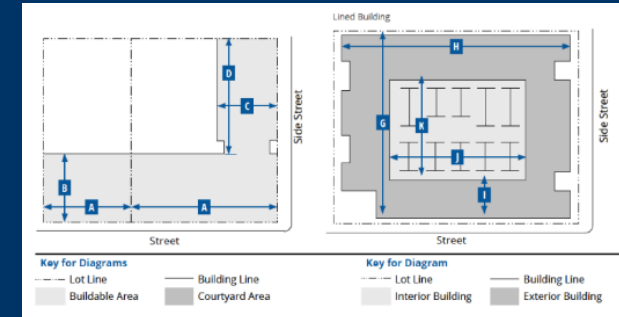 Lined Building
D
C
B
A
A
Side Street
Street
H
G
K
J
I
Side Street
Street
Key for Diagrams
Lot Line
Building Line
Buildable Area
Courtyard Area
Key for Diagram
Lot Line
Building Line
Interior Building
Exterior Building